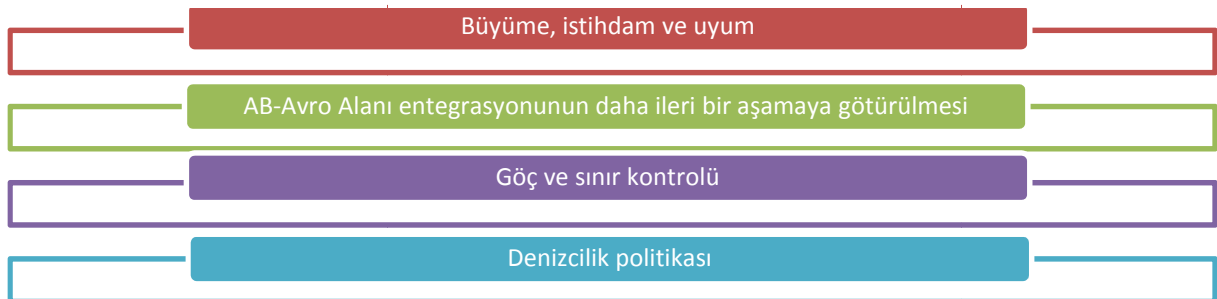 Büyüme, istihdam ve uyum
AB-Avro Alanı entegrasyonunun daha ileri bir aşamaya götürülmesi
Göç ve sınır kontrolü
Denizcilik politikası